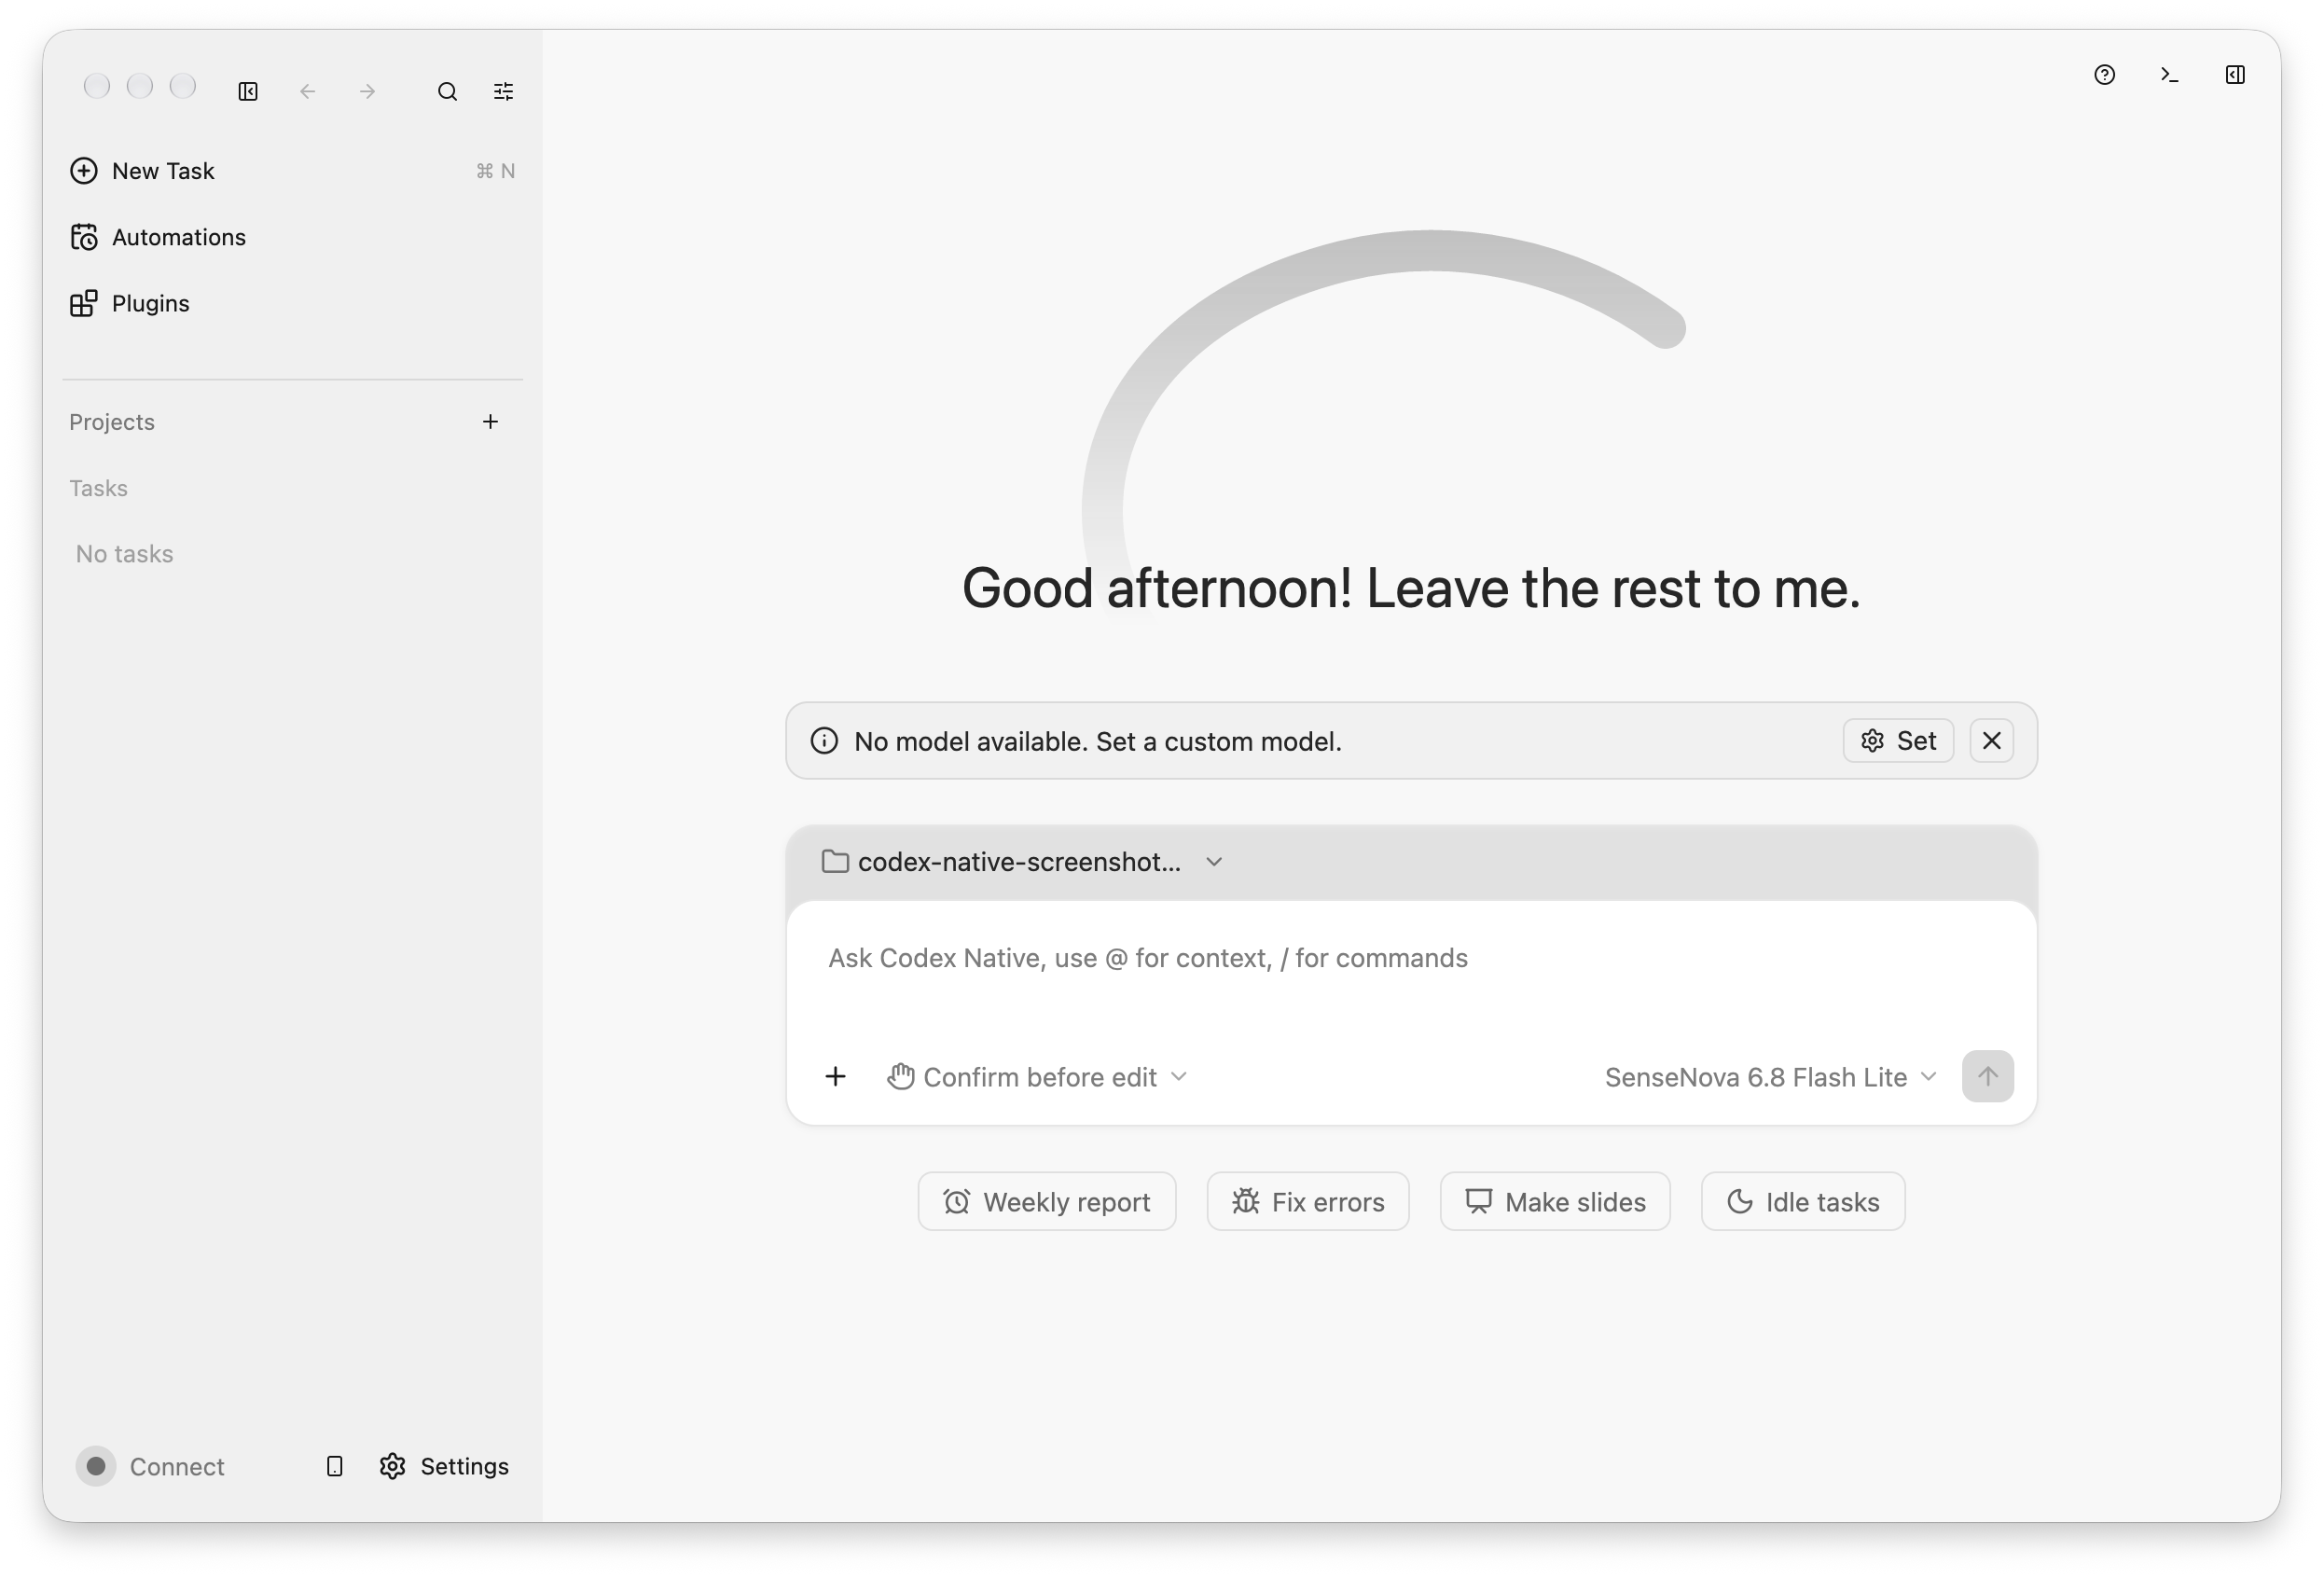 New Task
⌘ N
Automations
Plugins
Projects
Tasks
No tasks
Connect
Settings
Good afternoon! Leave the rest to me.
No model available. Set a custom model.
Set
codex-native-screenshot...
Ask Codex Native, use @ for context, / for commands
Confirm before edit
SenseNova 6.8 Flash Lite
Weekly report
Fix errors
Make slides
Idle tasks